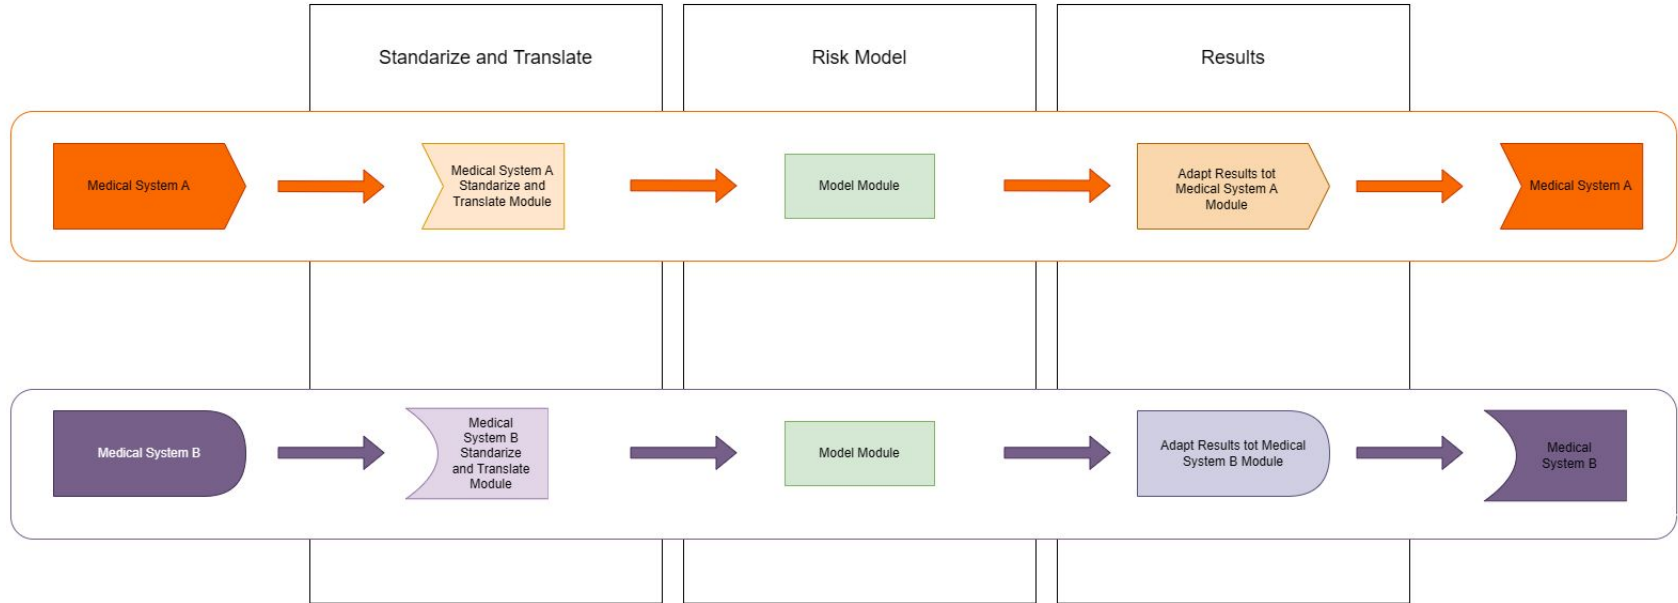 Standarize and Translate
Risk Model
Results
Medical System A
Medical System A
Standarize and
Translate Module
Model Module
Adapt Results tot
Medical System A
Module
Medical System A
Medical System B
Medical
System B
Standarize
and Translate
Module
Model Module
Adapt Results tot Medical
System B Module
Medical
System B